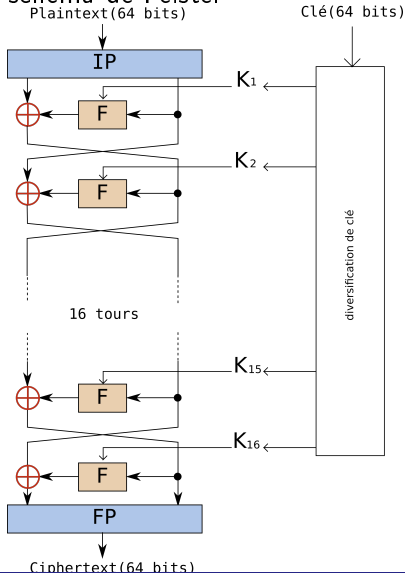 schéma de Feistel
Plaintext(64 bits)
Clé(64 bits)
IP
K1
F
K2
F
diversification de clé
16 tours
K15
F
K16
F
FP
Ciphertext(64 bits)